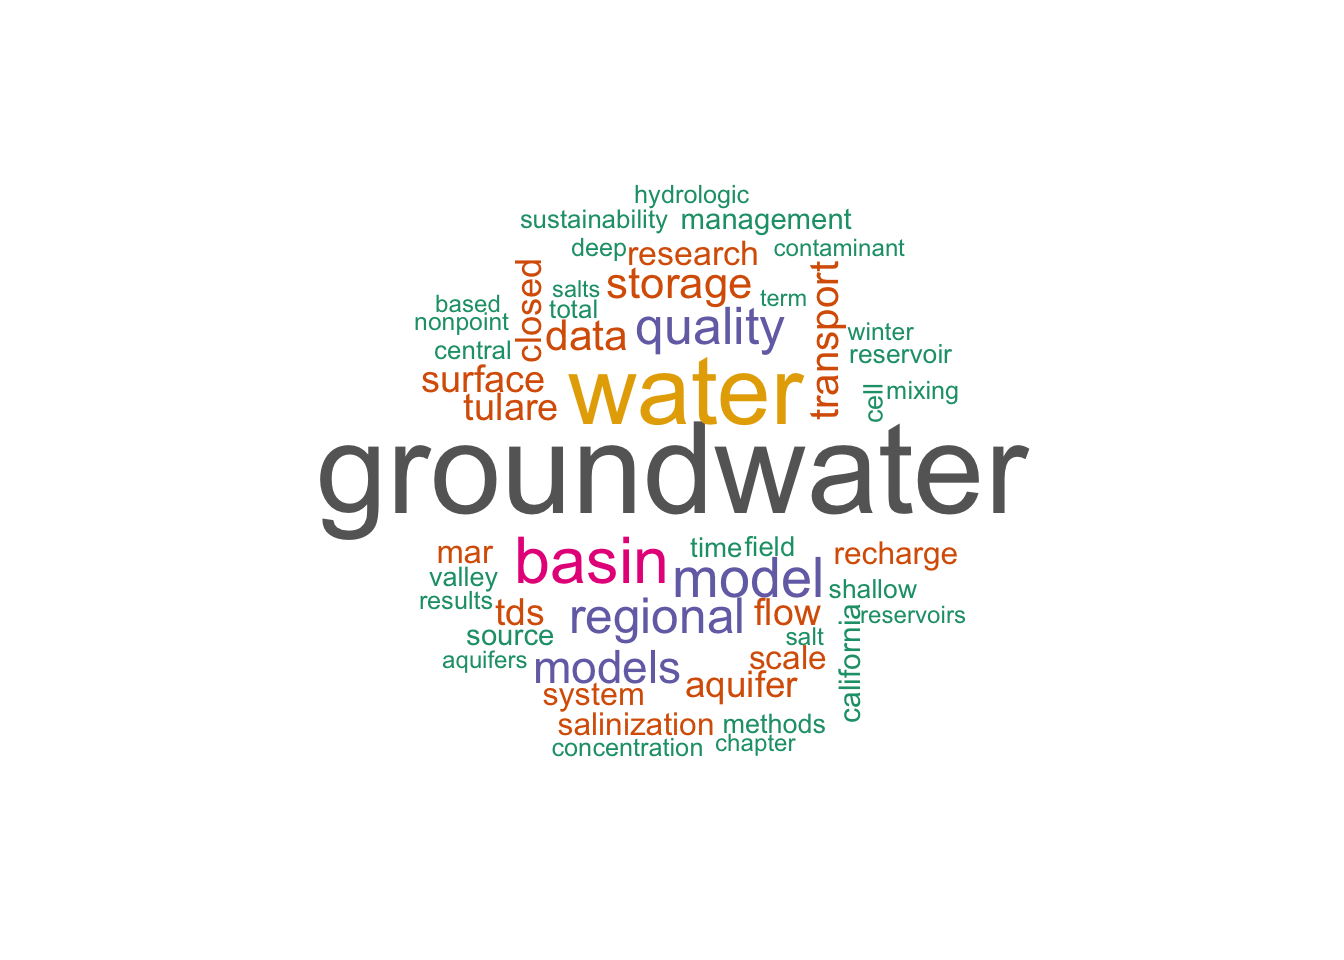 hydrologic
sustainability management
deep research contaminant
closed salts storage term transport
based total
nonpoint data quality winter
central reservoir
surface water cell mixing
tulare
groundwater
mar basin time field recharge
valley model shallow
results tds regional flow california reservoirs
source salt
aquifers models scale
system aquifer
salinization methods
concentration chapter